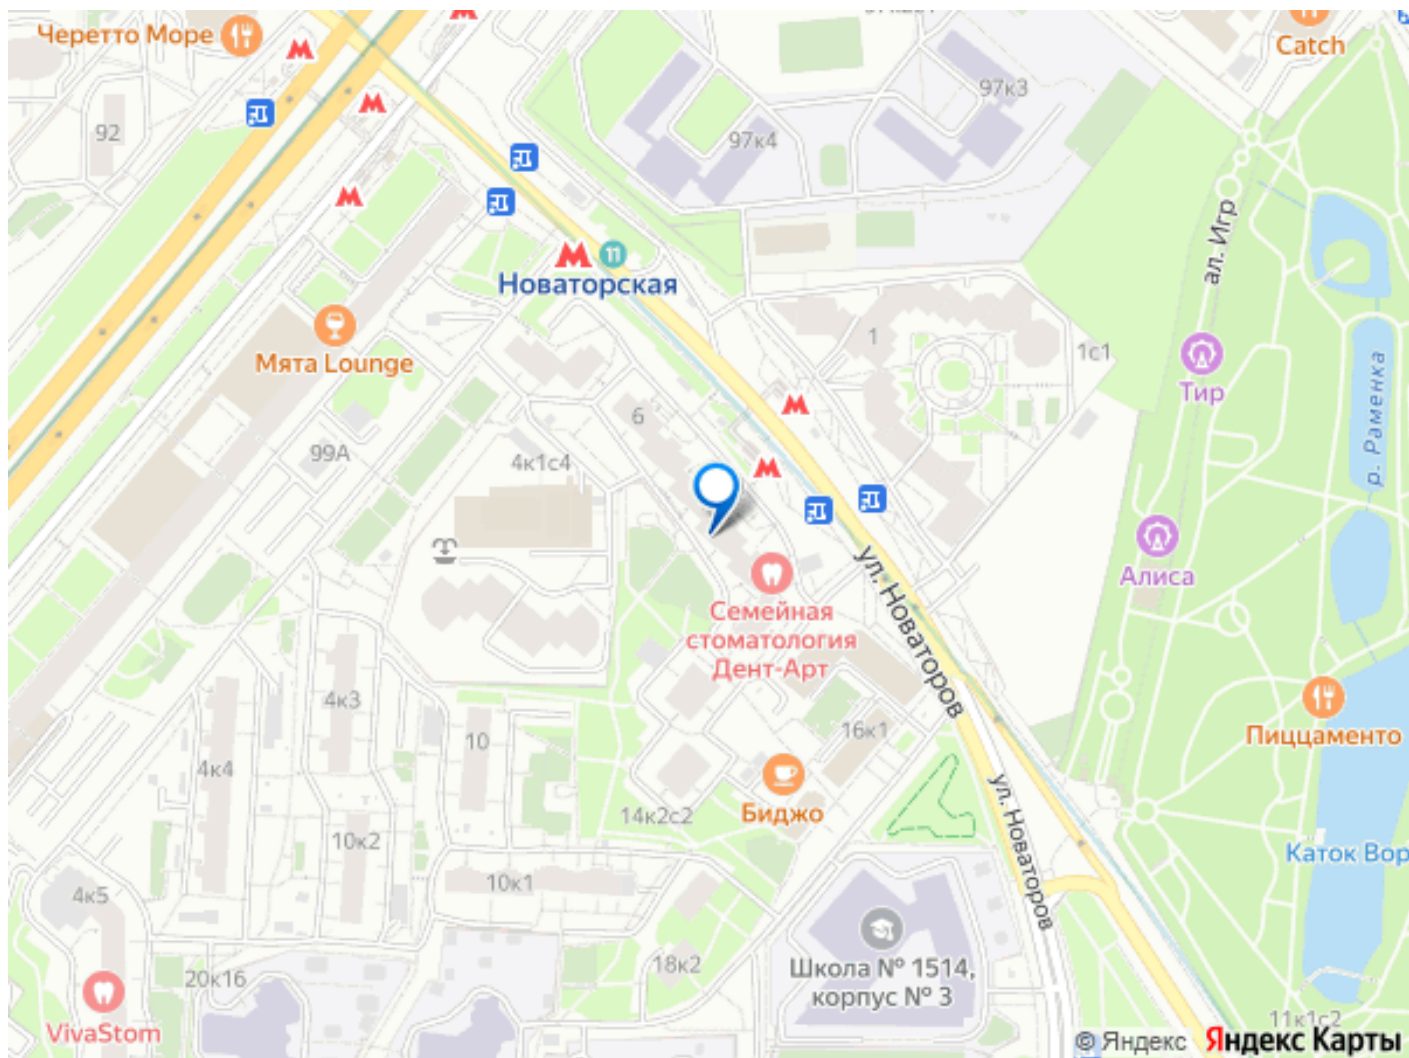 Черетто Море
Catch
97к3
92
97к4
ал. Игр
11
Новаторская
Мята Lounge
1
1с1
Тир
р. Раменка
6
99А
4к1с4
Алиса
ул. Новаторов
Семейная
стоматология
Дент-Арт
4к3
10
16к1
Пиццаменто
4к4
Биджо
ул. Новаторов
14к2с2
10к2
Каток Вор
4к5
10к1
Школа № 1514,
корпус № 3
18к2
20к16
VivaStom
11к1с2
© Яндекс Яндекс Карты